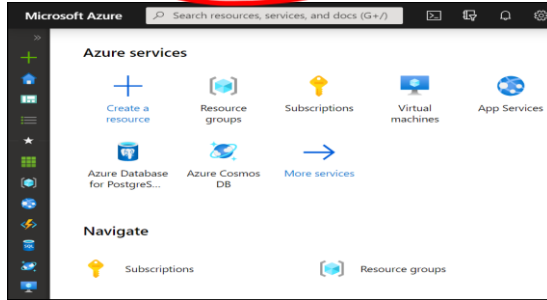 Microsoft Azure
Search resources, services, and docs (G+/)
Azure services
Create a
resource
Resource
groups
Subscriptions
Virtual
machines
App Services
Azure Database
for PostgreS...
Azure Cosmos
DB
More services
Navigate
Subscriptions
Resource groups
SQL